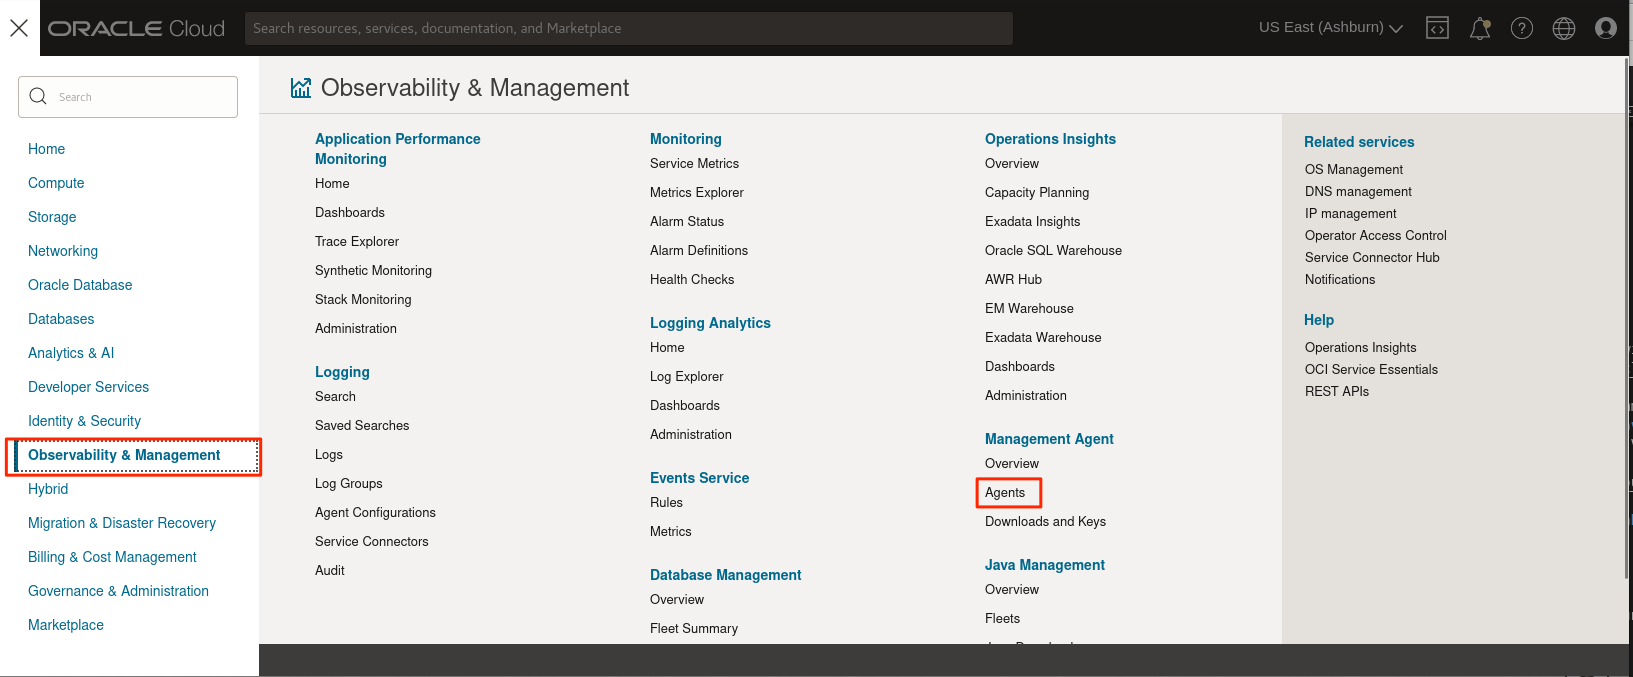 ORACLE Cloud
Search resources, services, documentation, and Marketplace
US East (Ashburn)
Search
Home
Compute
Storage
Networking
Oracle Database
Databases
Analytics & AI
Developer Services
Identity & Security
Observability & Management
Hybrid
Migration & Disaster Recovery
Billing & Cost Management
Governance & Administration
Marketplace
Observability & Management
Application Performance
Monitoring
Home
Dashboards
Trace Explorer
Synthetic Monitoring
Stack Monitoring
Administration
Logging
Search
Saved Searches
Logs
Log Groups
Agent Configurations
Service Connectors
Audit
Monitoring
Service Metrics
Metrics Explorer
Alarm Status
Alarm Definitions
Health Checks
Logging Analytics
Home
Log Explorer
Dashboards
Administration
Events Service
Rules
Metrics
Database Management
Overview
Fleet Summary
Operations Insights
Overview
Capacity Planning
Exadata Insights
Oracle SQL Warehouse
AWR Hub
EM Warehouse
Exadata Warehouse
Dashboards
Administration
Management Agent
Overview
Agents
Downloads and Keys
Java Management
Overview
Fleets
Related services
OS Management
DNS management
IP management
Operator Access Control
Service Connector Hub
Notifications
Help
Operations Insights
OCI Service Essentials
REST APIs